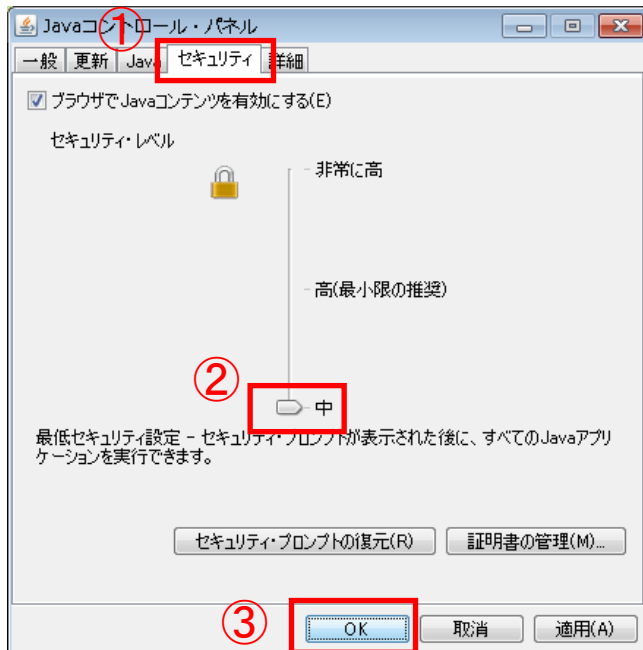 Javaコントロール・パネル
①
一般 更新 Java セキュリティ 詳細
ブラウザでJavaコンテンツを有効にする(E)
セキュリティ・レベル
非常に高
高(最小限の推奨)
②
中
最低セキュリティ設定 - セキュリティ・プロンプトが表示された後に、すべてのJavaアプリ
ケーションを実行できます。
セキュリティ・プロンプトの復元(R) 証明書の管理(M)...
③
OK 取消 適用(A)